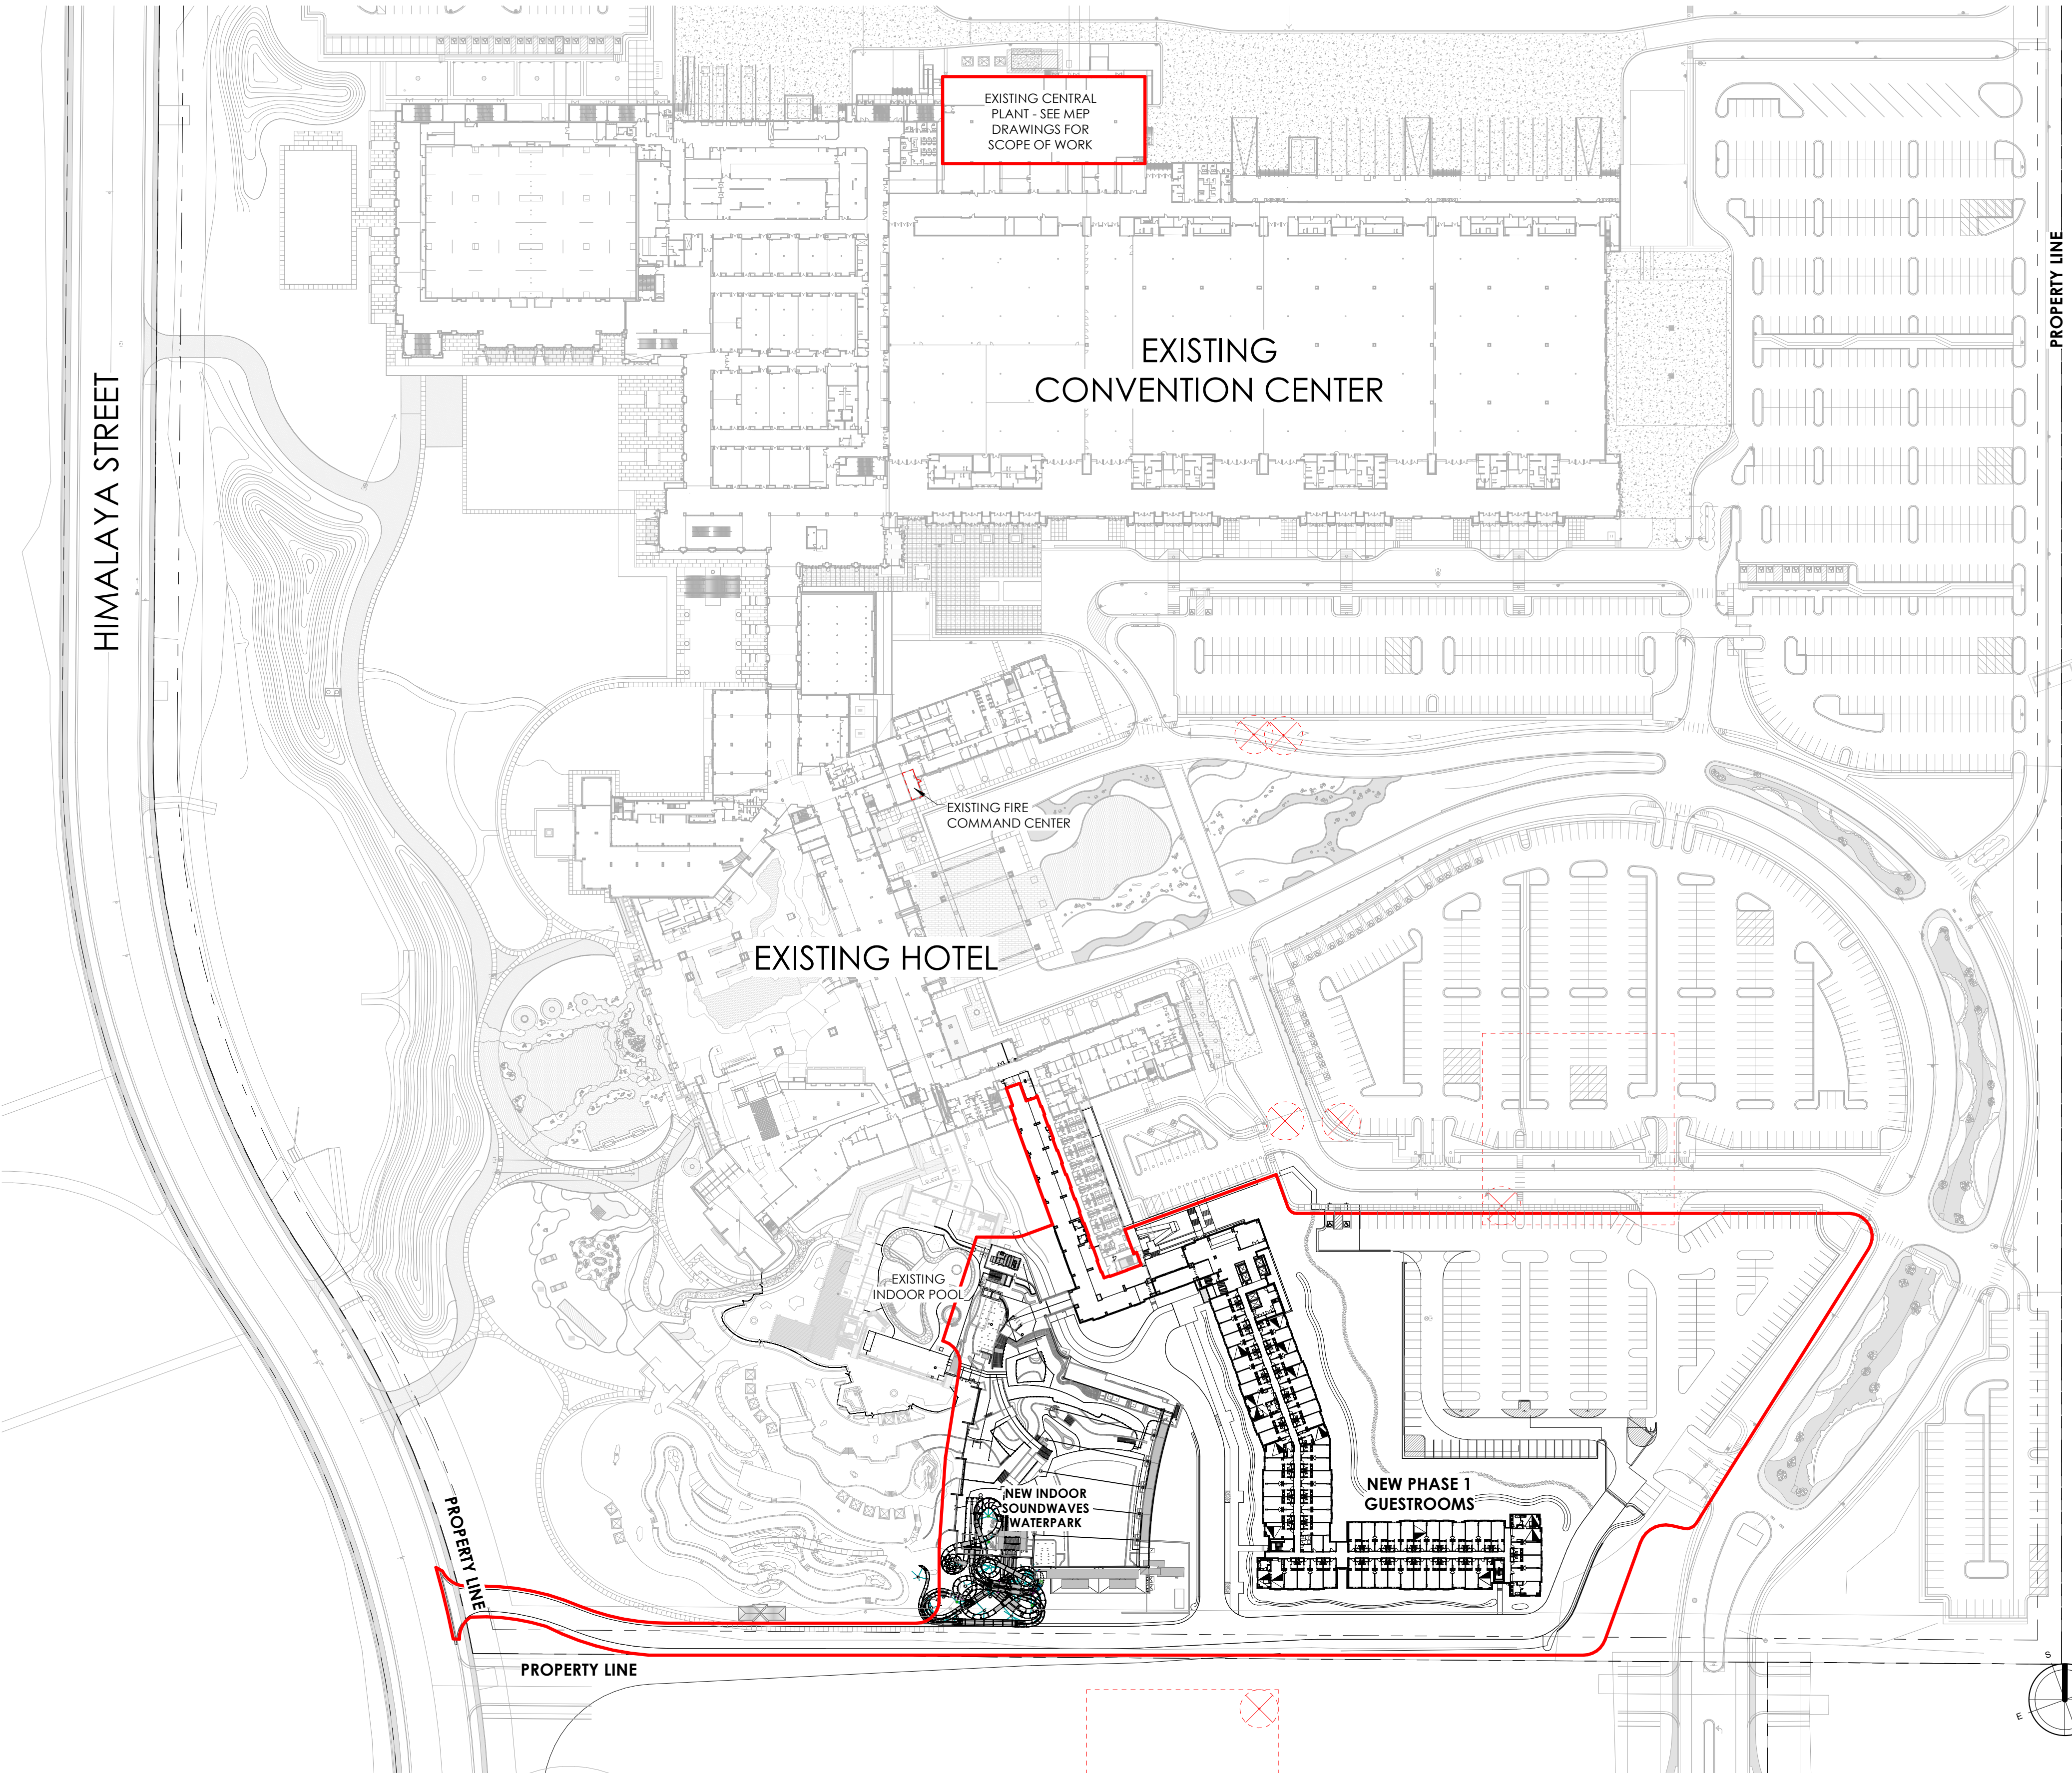 EXISTING CENTRAL
PLANT - SEE MEP
DRAWINGS FOR
SCOPE OF WORK
PROPERTY LINE
EXISTING
CONVENTION CENTER
HIMALAYA STREET
EXISTING FIRE
COMMAND CENTER
EXISTING HOTEL
EXISTING
INDOOR POOL
NEW INDOOR
SOUNDWAVES
WATERPARK
NEW PHASE 1
GUESTROOMS
PROPERTY LINE
PROPERTY LINE
S
E